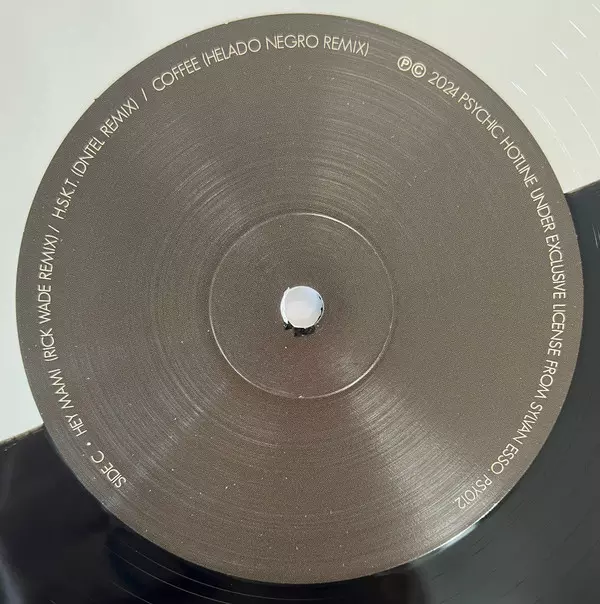 SIDE C • HEY MAMI (RICK WADE REMIX) / H.S.K.T. (DNTEL REMIX) / COFFEE (HELADO NEGRO REMIX)
℗© 2024 PSYCHIC HOTLINE UNDER EXCLUSIVE LICENSE FROM SYLVAN ESSO. PSY012